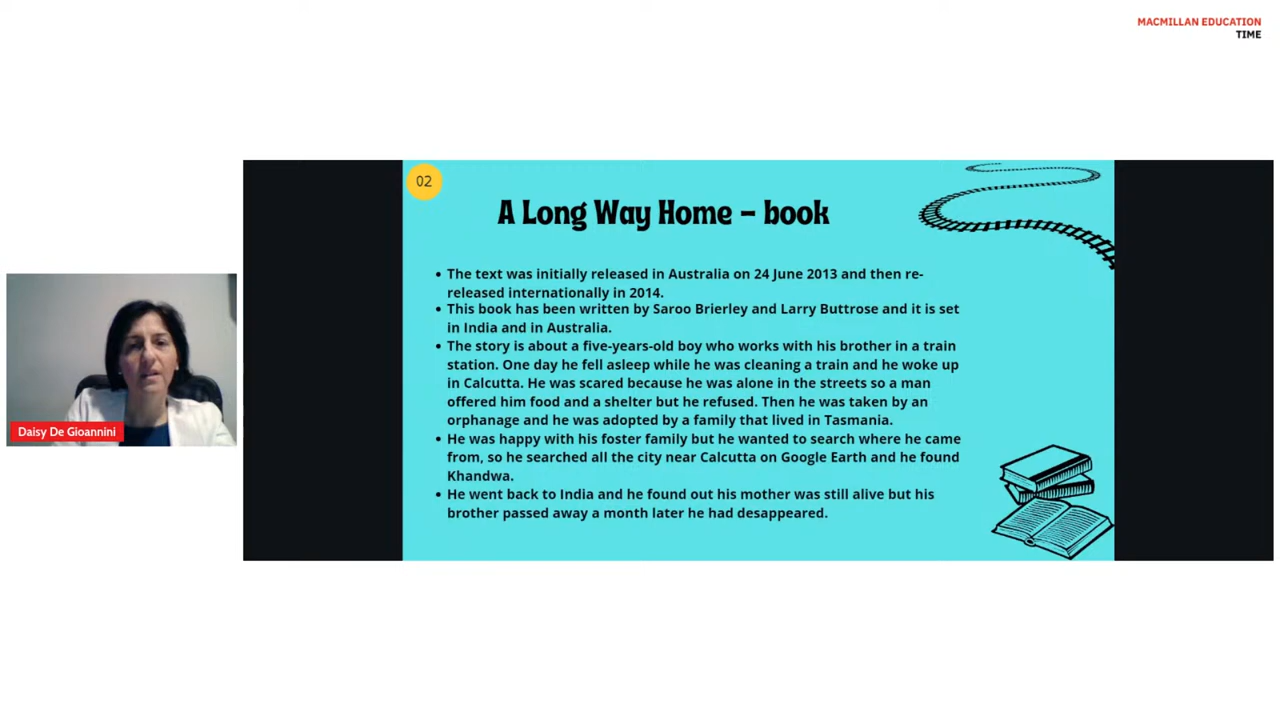 MACMILLAN EDUCATION
TIME
02
A Long Way Home – book
• The text was initially released in Australia on 24 June 2013 and then re-
released internationally in 2014.
• This book has been written by Saroo Brierley and Larry Buttrose and it is set
in India and in Australia.
• The story is about a five-years-old boy who works with his brother in a train
station. One day he fell asleep while he was cleaning a train and he woke up
in Calcutta. He was scared because he was alone in the streets so a man
offered him food and a shelter but he refused. Then he was taken by an
orphanage and he was adopted by a family that lived in Tasmania.
• He was happy with his foster family but he wanted to search where he came
from, so he searched all the city near Calcutta on Google Earth and he found
Khandwa.
• He went back to India and he found out his mother was still alive but his
brother passed away a month later he had desappeared.
Daisy De Gioannini